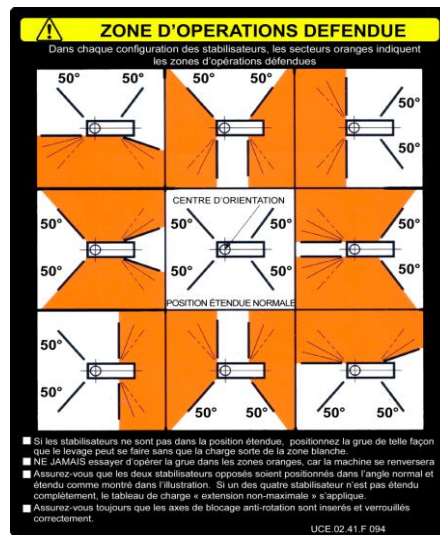 ZONE D'OPERATIONS DEFENDUE
Dans chaque configuration des stabilisateurs, les secteurs oranges indiquent
les zones d'opérations défendues
50° 50° 50° 50° 50°
50°
50° 50°
CENTRE D'ORIENTATION
50° 50° 50°
50° 50° 50° 50°
POSITION ÉTENDUE NORMALE
50°
50°
50° 50° 50° 50°
Si les stabilisateurs ne sont pas dans la position étendue, positionnez la grue de telle façon
que le levage peut se faire sans que la charge sorte de la zone blanche.
NE JAMAIS essayer d'opérer la grue dans les zones oranges, car la machine se renversera
Assurez-vous que les deux stabilisateurs opposés soient positionnés dans l'angle normal et
étendu comme montré dans l'illustration. Si un des quatre stabilisateur n'est pas étendu
complètement, le tableau de charge « extension non-maximale » s'applique.
Assurez-vous toujours que les axes de blocage anti-rotation sont inserés et verrouillés
correctement.
UCE.02.41.F 094